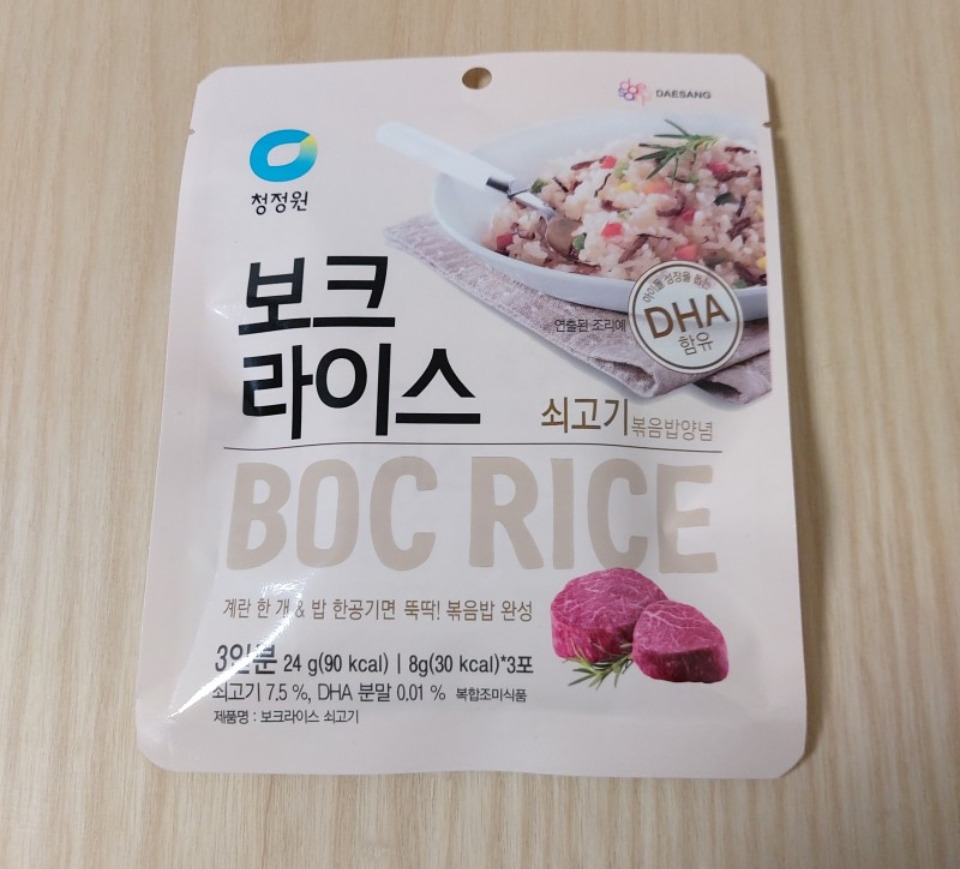 DAESANG
청정원
보크
라이스
아이들 성장을 돕는
DHA
함유
연출된 조리예
쇠고기 볶음밥양념
BOC RICE
계란 한 개 & 밥 한공기면 뚝딱! 볶음밥 완성
3인분 24 g(90 kcal) | 8g(30 kcal)*3포
쇠고기 7.5 %, DHA 분말 0.01 % 복합조미식품
제품명 : 보크라이스 쇠고기